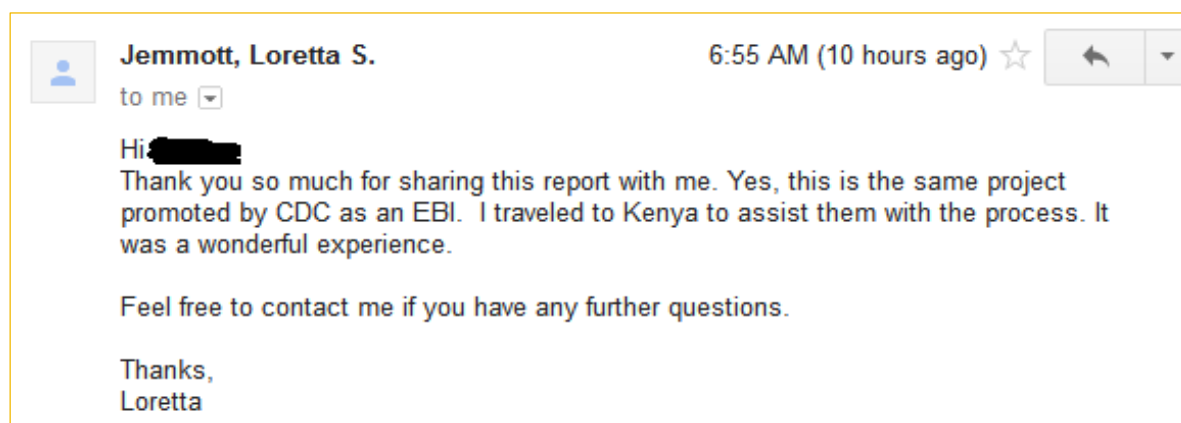 Jemmott, Loretta S.
6:55 AM (10 hours ago)
to me
Hi
Thank you so much for sharing this report with me. Yes, this is the same project
promoted by CDC as an EBI.  I traveled to Kenya to assist them with the process. It
was a wonderful experience.
Feel free to contact me if you have any further questions.
Thanks,
Loretta